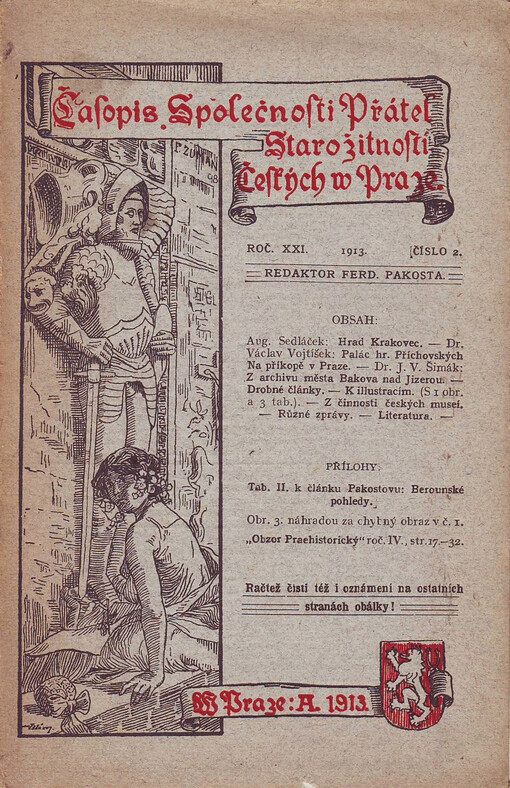 Časopis Společnosti Přátel
Starožitností
Českých w Praze.
ROČ. XXI. 1913. ČÍSLO 2.
REDAKTOR FERD. PAKOSTA.
OBSAH:
Aug. Sedláček: Hrad Krakovec. — Dr.
Václav Vojtíšek: Palác hr. Příchovských
Na příkopě v Praze. — Dr. J. V. Šimák:
Z archivu města Bakova nad Jizerou. —
Drobné články. — K illustracím. (S 1 obr.
a 3 tab.). — Z činnosti českých museí.
— Různé zprávy. — Literatura. —
PŘÍLOHY:
Tab. II. k článku Pakostovu: Berounské
pohledy.
Obr. 3. náhradou za chybný obraz v č. 1.
„Obzor Praehistorický“ roč. IV., str. 17.—32.
Račtež čísti též i oznámení na ostatních
stranách obálky!
W Praze: A. 1913.